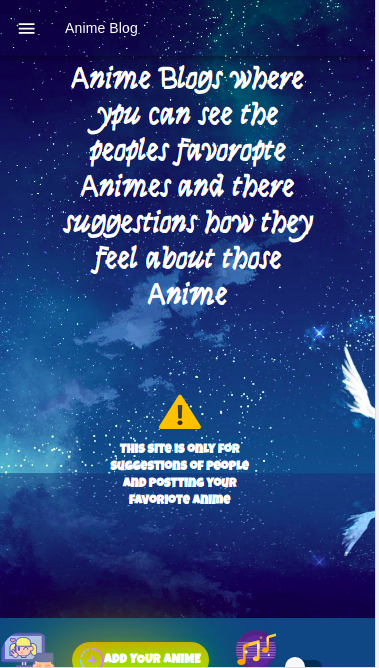 Anime Blog
Anime Blogs where
ypu can see the
peoples favoropte
Animes and there
suggestions how they
feel about those
Anime
This site is only for
suggestions of people
and postting your
favoriote anime
ADD YOUR ANIME